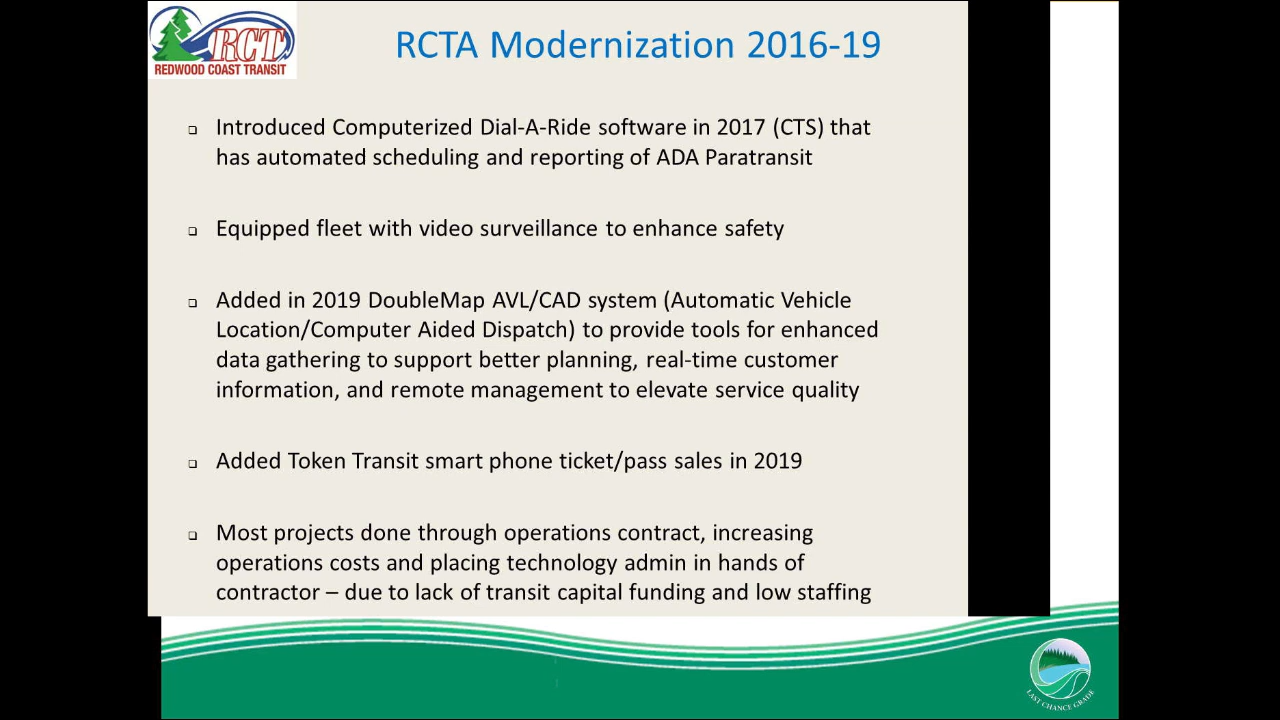 RCT
REDWOOD COAST TRANSIT
RCTA Modernization 2016-19
Introduced Computerized Dial-A-Ride software in 2017 (CTS) that
has automated scheduling and reporting of ADA Paratransit
Equipped fleet with video surveillance to enhance safety
Added in 2019 DoubleMap AVL/CAD system (Automatic Vehicle
Location/Computer Aided Dispatch) to provide tools for enhanced
data gathering to support better planning, real-time customer
information, and remote management to elevate service quality
Added Token Transit smart phone ticket/pass sales in 2019
Most projects done through operations contract, increasing
operations costs and placing technology admin in hands of
contractor – due to lack of transit capital funding and low staffing
LAST CHANCE GRADE